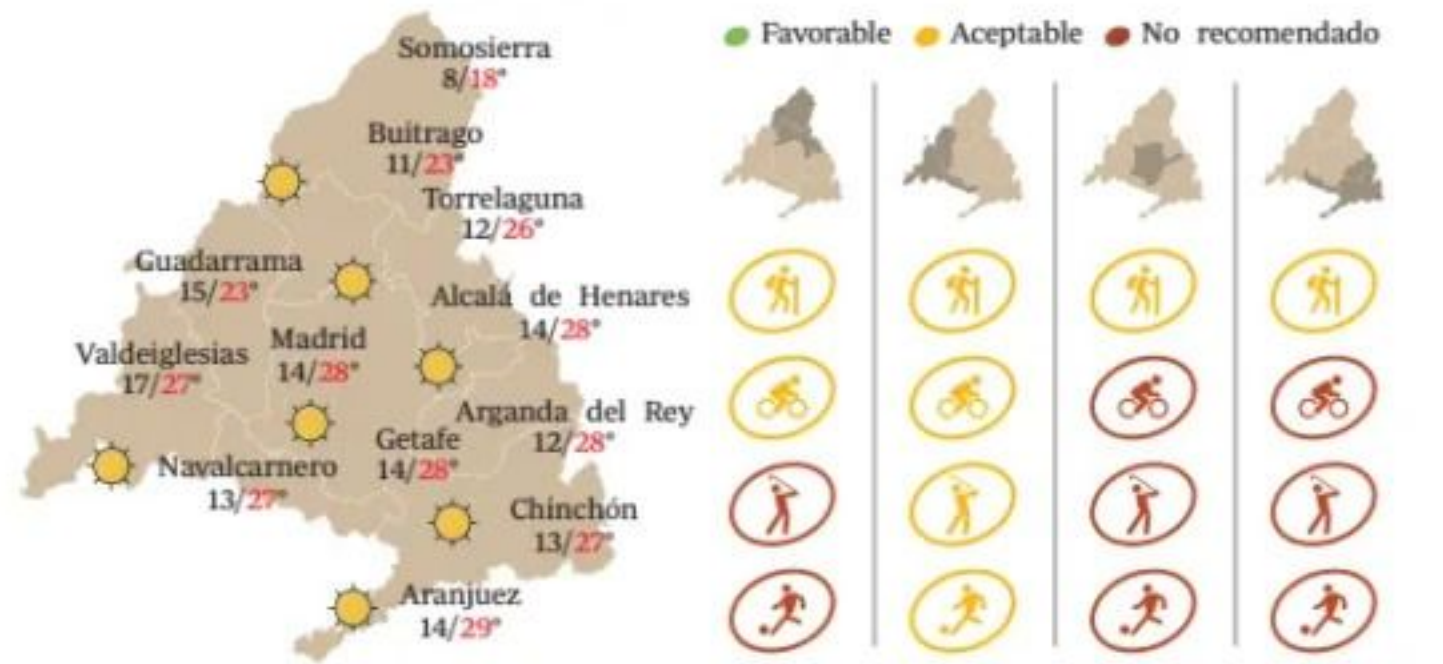 Favorable Aceptable No recomendado
Somosierra
8/18°
Buitrago
11/23°
Torrelaguna
12/26°
Guadarrama
15/23°
Alcalá de Henares
14/28°
Madrid
14/28°
Valdeiglesias
17/27°
Arganda del Rey
12/28°
Getafe
14/28°
Navalcarnero
13/27°
Chinchón
13/27°
Aranjuez
14/29°